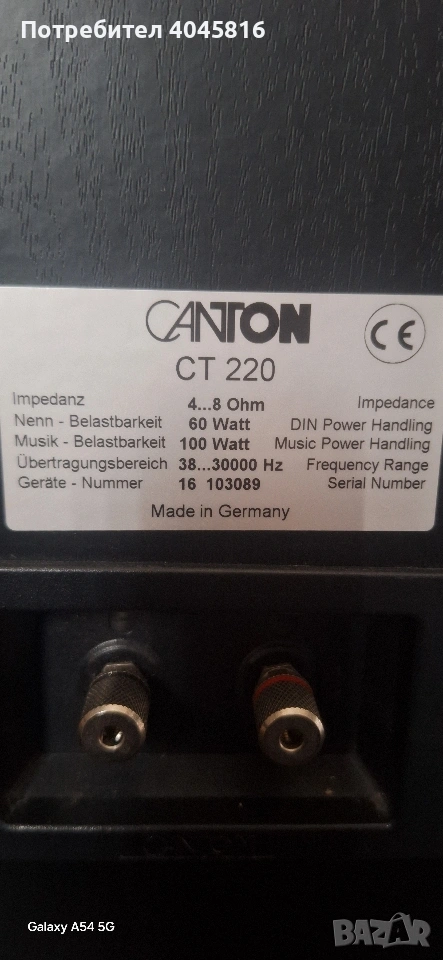 Потребител 4045816
CANTON
CE
CT 220
Impedanz 4...8 Ohm Impedance
Nenn - Belastbarkeit 60 Watt DIN Power Handling
Musik - Belastbarkeit 100 Watt Music Power Handling
Übertragungsbereich 38...30000 Hz Frequency Range
Geräte - Nummer 16 103089 Serial Number
Made in Germany
Galaxy A54 5G
BAZAR